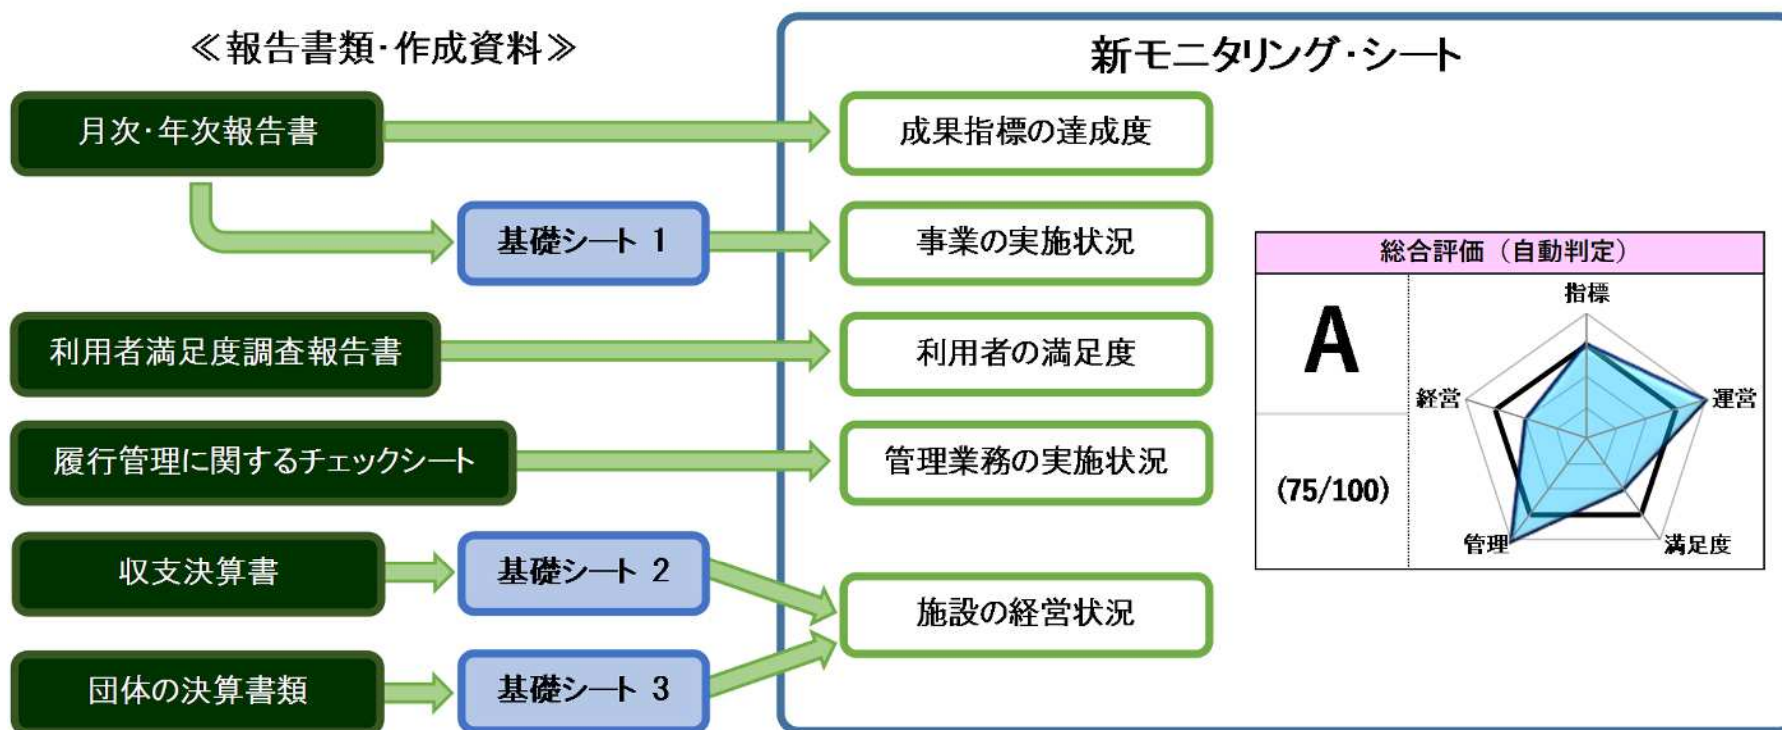 ≪報告書類・作成資料≫
新モニタリング・シート
月次・年次報告書
成果指標の達成度
基礎シート 1
事業の実施状況
利用者満足度調査報告書
利用者の満足度
履行管理に関するチェックシート
管理業務の実施状況
収支決算書
基礎シート 2
施設の経営状況
団体の決算書類
基礎シート 3
総合評価（自動判定）
A
(75/100)
指標
経営
運営
管理
満足度